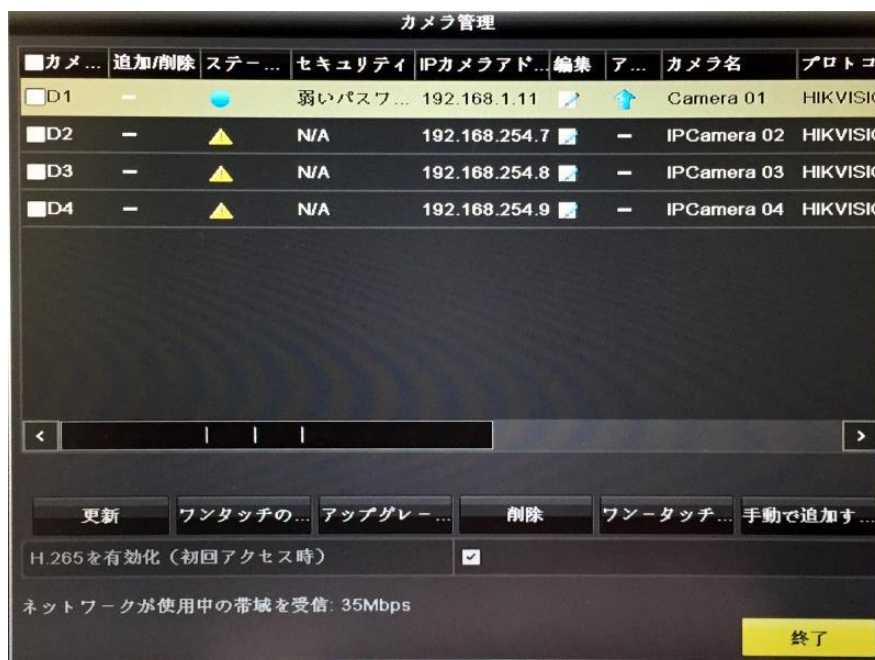 カメラ管理
カメ... 追加/削除 ステー... セキュリティ IPカメラアド... 編集 ア... カメラ名 プロトコ
D1 − 弱いパスワ... 192.168.1.11 Camera 01 HIKVISI
D2 − N/A 192.168.254.7 − IPCamera 02 HIKVISI
D3 − N/A 192.168.254.8 − IPCamera 03 HIKVISI
D4 − N/A 192.168.254.9 − IPCamera 04 HIKVISI
更新 ワンタッチの... アップグレー... 削除 ワンータッチ... 手動で追加す...
H.265を有効化（初回アクセス時）
ネットワークが使用中の帯域を受信: 35Mbps
終了